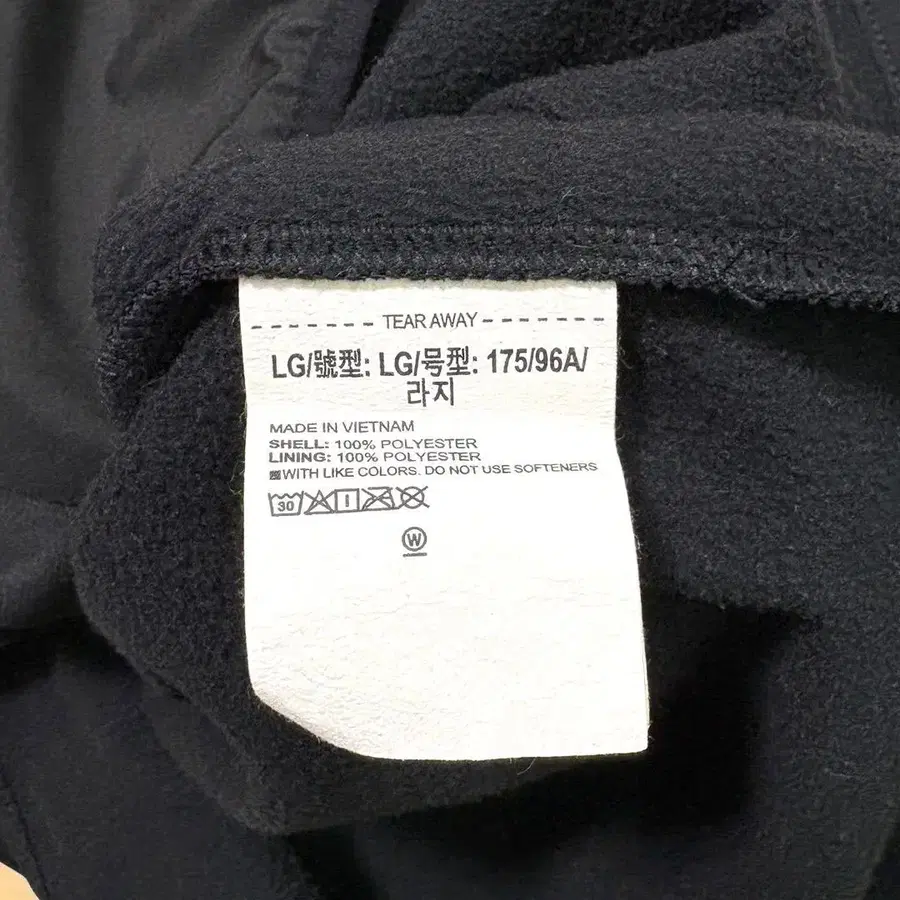 TEAR AWAY
LG/號型: LG/号型: 175/96A/
라지
MADE IN VIETNAM
SHELL: 100% POLYESTER
LINING: 100% POLYESTER
WITH LIKE COLORS. DO NOT USE SOFTENERS
30
W